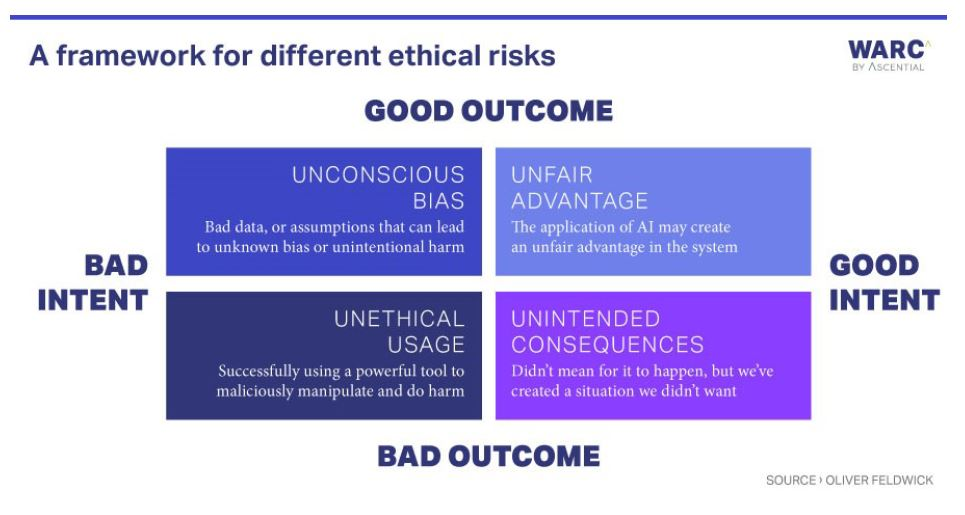 A framework for different ethical risks
WARC^
BY ASCENTIAL
GOOD OUTCOME
UNCONSCIOUS
BIAS
Bad data, or assumptions that can lead
to unknown bias or unintentional harm
UNFAIR
ADVANTAGE
The application of AI may create
an unfair advantage in the system
BAD
INTENT
GOOD
INTENT
UNETHICAL
USAGE
Successfully using a powerful tool to
maliciously manipulate and do harm
UNINTENDED
CONSEQUENCES
Didn’t mean for it to happen, but we’ve
created a situation we didn’t want
BAD OUTCOME
SOURCE › OLIVER FELDWICK